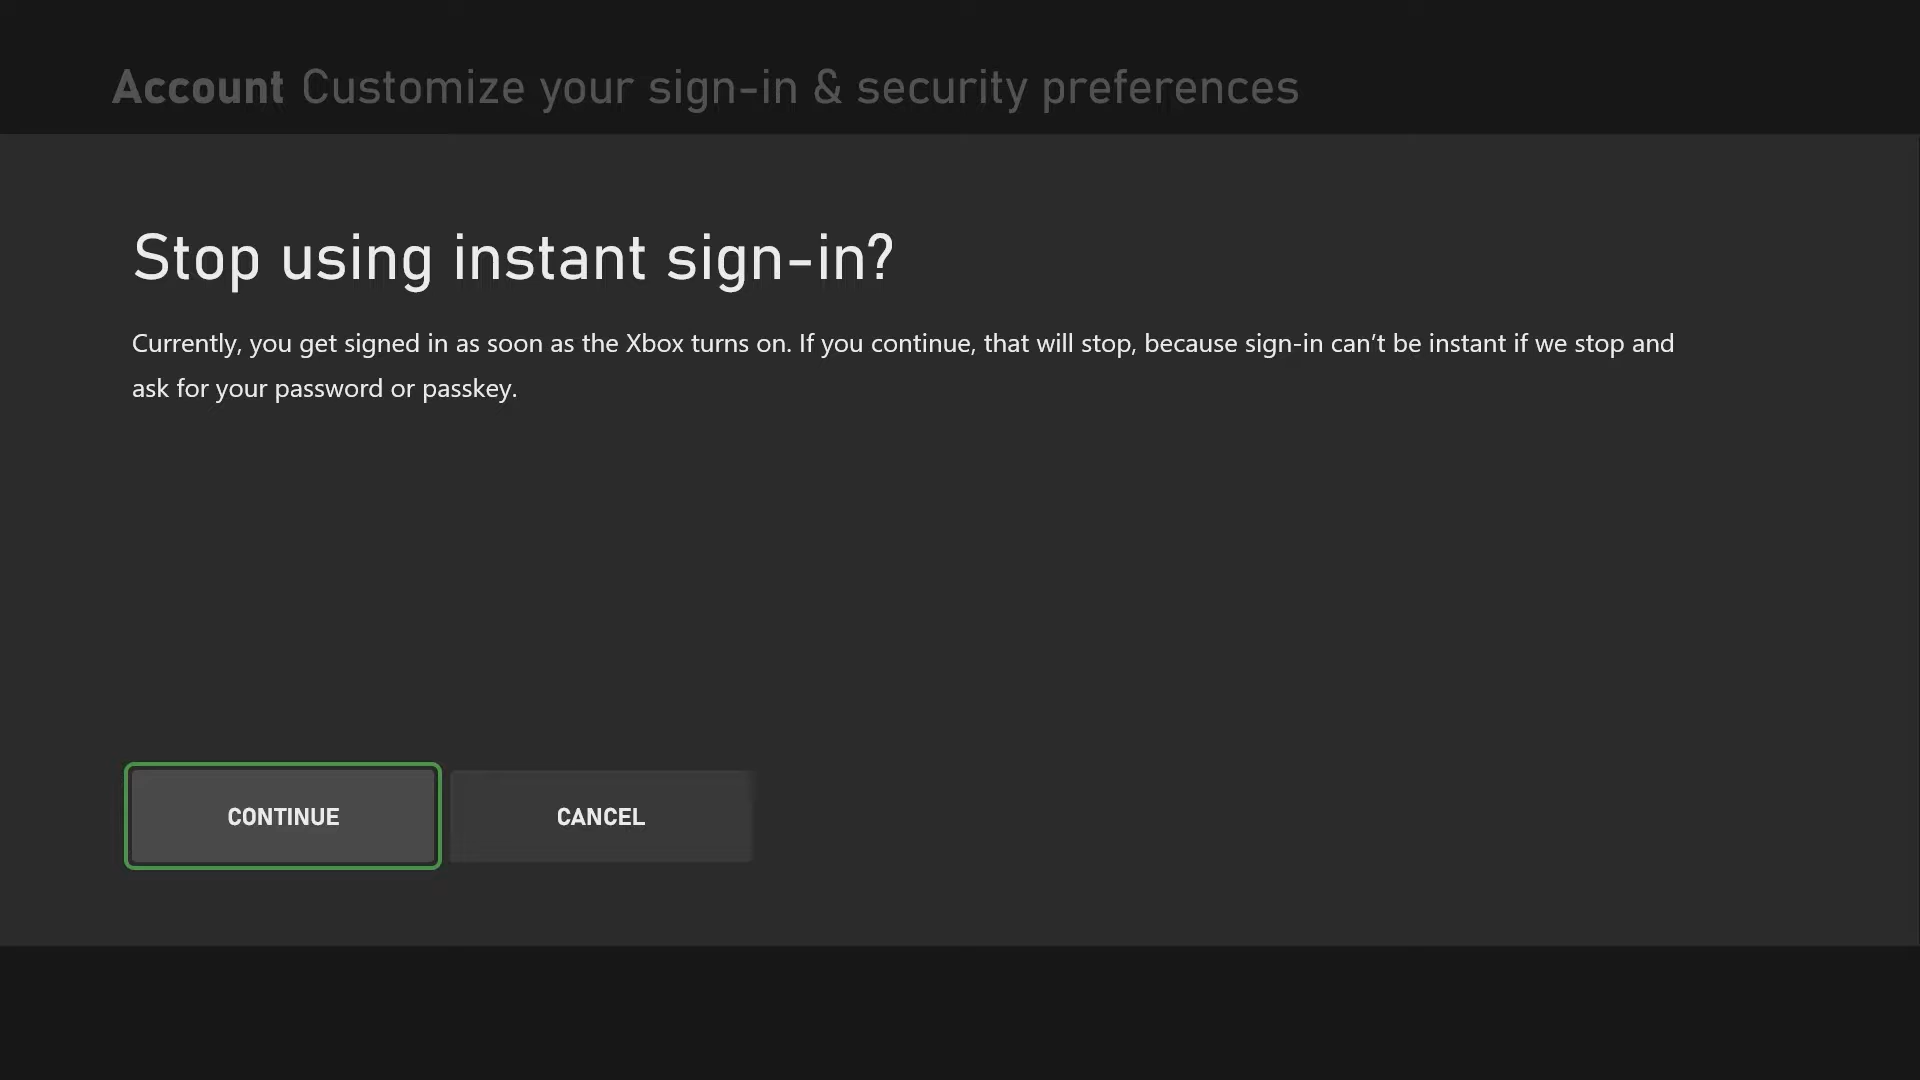 Account Customize your sign-in & security preferences
Stop using instant sign-in?
Currently, you get signed in as soon as the Xbox turns on. If you continue, that will stop, because sign-in can’t be instant if we stop and
ask for your password or passkey.
CONTINUE
CANCEL